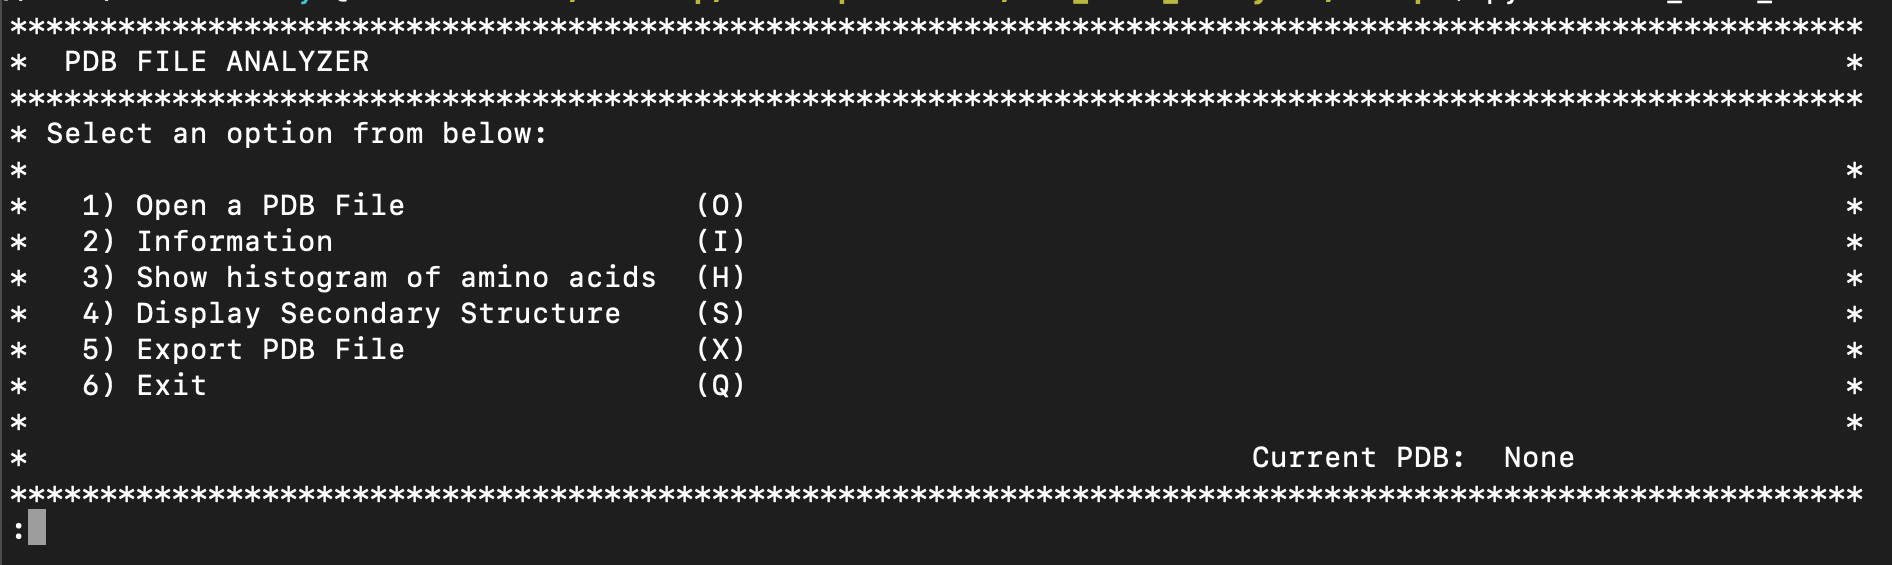 *******************************************************************************************************
*  PDB FILE ANALYZER                                                                                  *
*******************************************************************************************************
* Select an option from below:
*                                                                                                     *
*   1) Open a PDB File                (O)                                                             *
*   2) Information                    (I)                                                             *
*   3) Show histogram of amino acids  (H)                                                             *
*   4) Display Secondary Structure    (S)                                                             *
*   5) Export PDB File                (X)                                                             *
*   6) Exit                           (Q)                                                             *
*                                                                                                     *
*                                                                    Current PDB:  None
*******************************************************************************************************
: